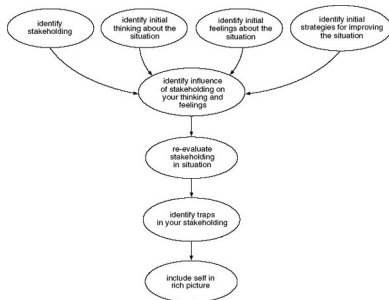 identify
stakeholding
identify initial
thinking about the
situation
identify initial
feelings about the
situation
identify initial
strategies for improving
the situation
identify influence
of stakeholding on
your thinking and
feelings
re-evaluate
stakeholding
in situation
identify traps
in your stakeholding
include self in
rich picture